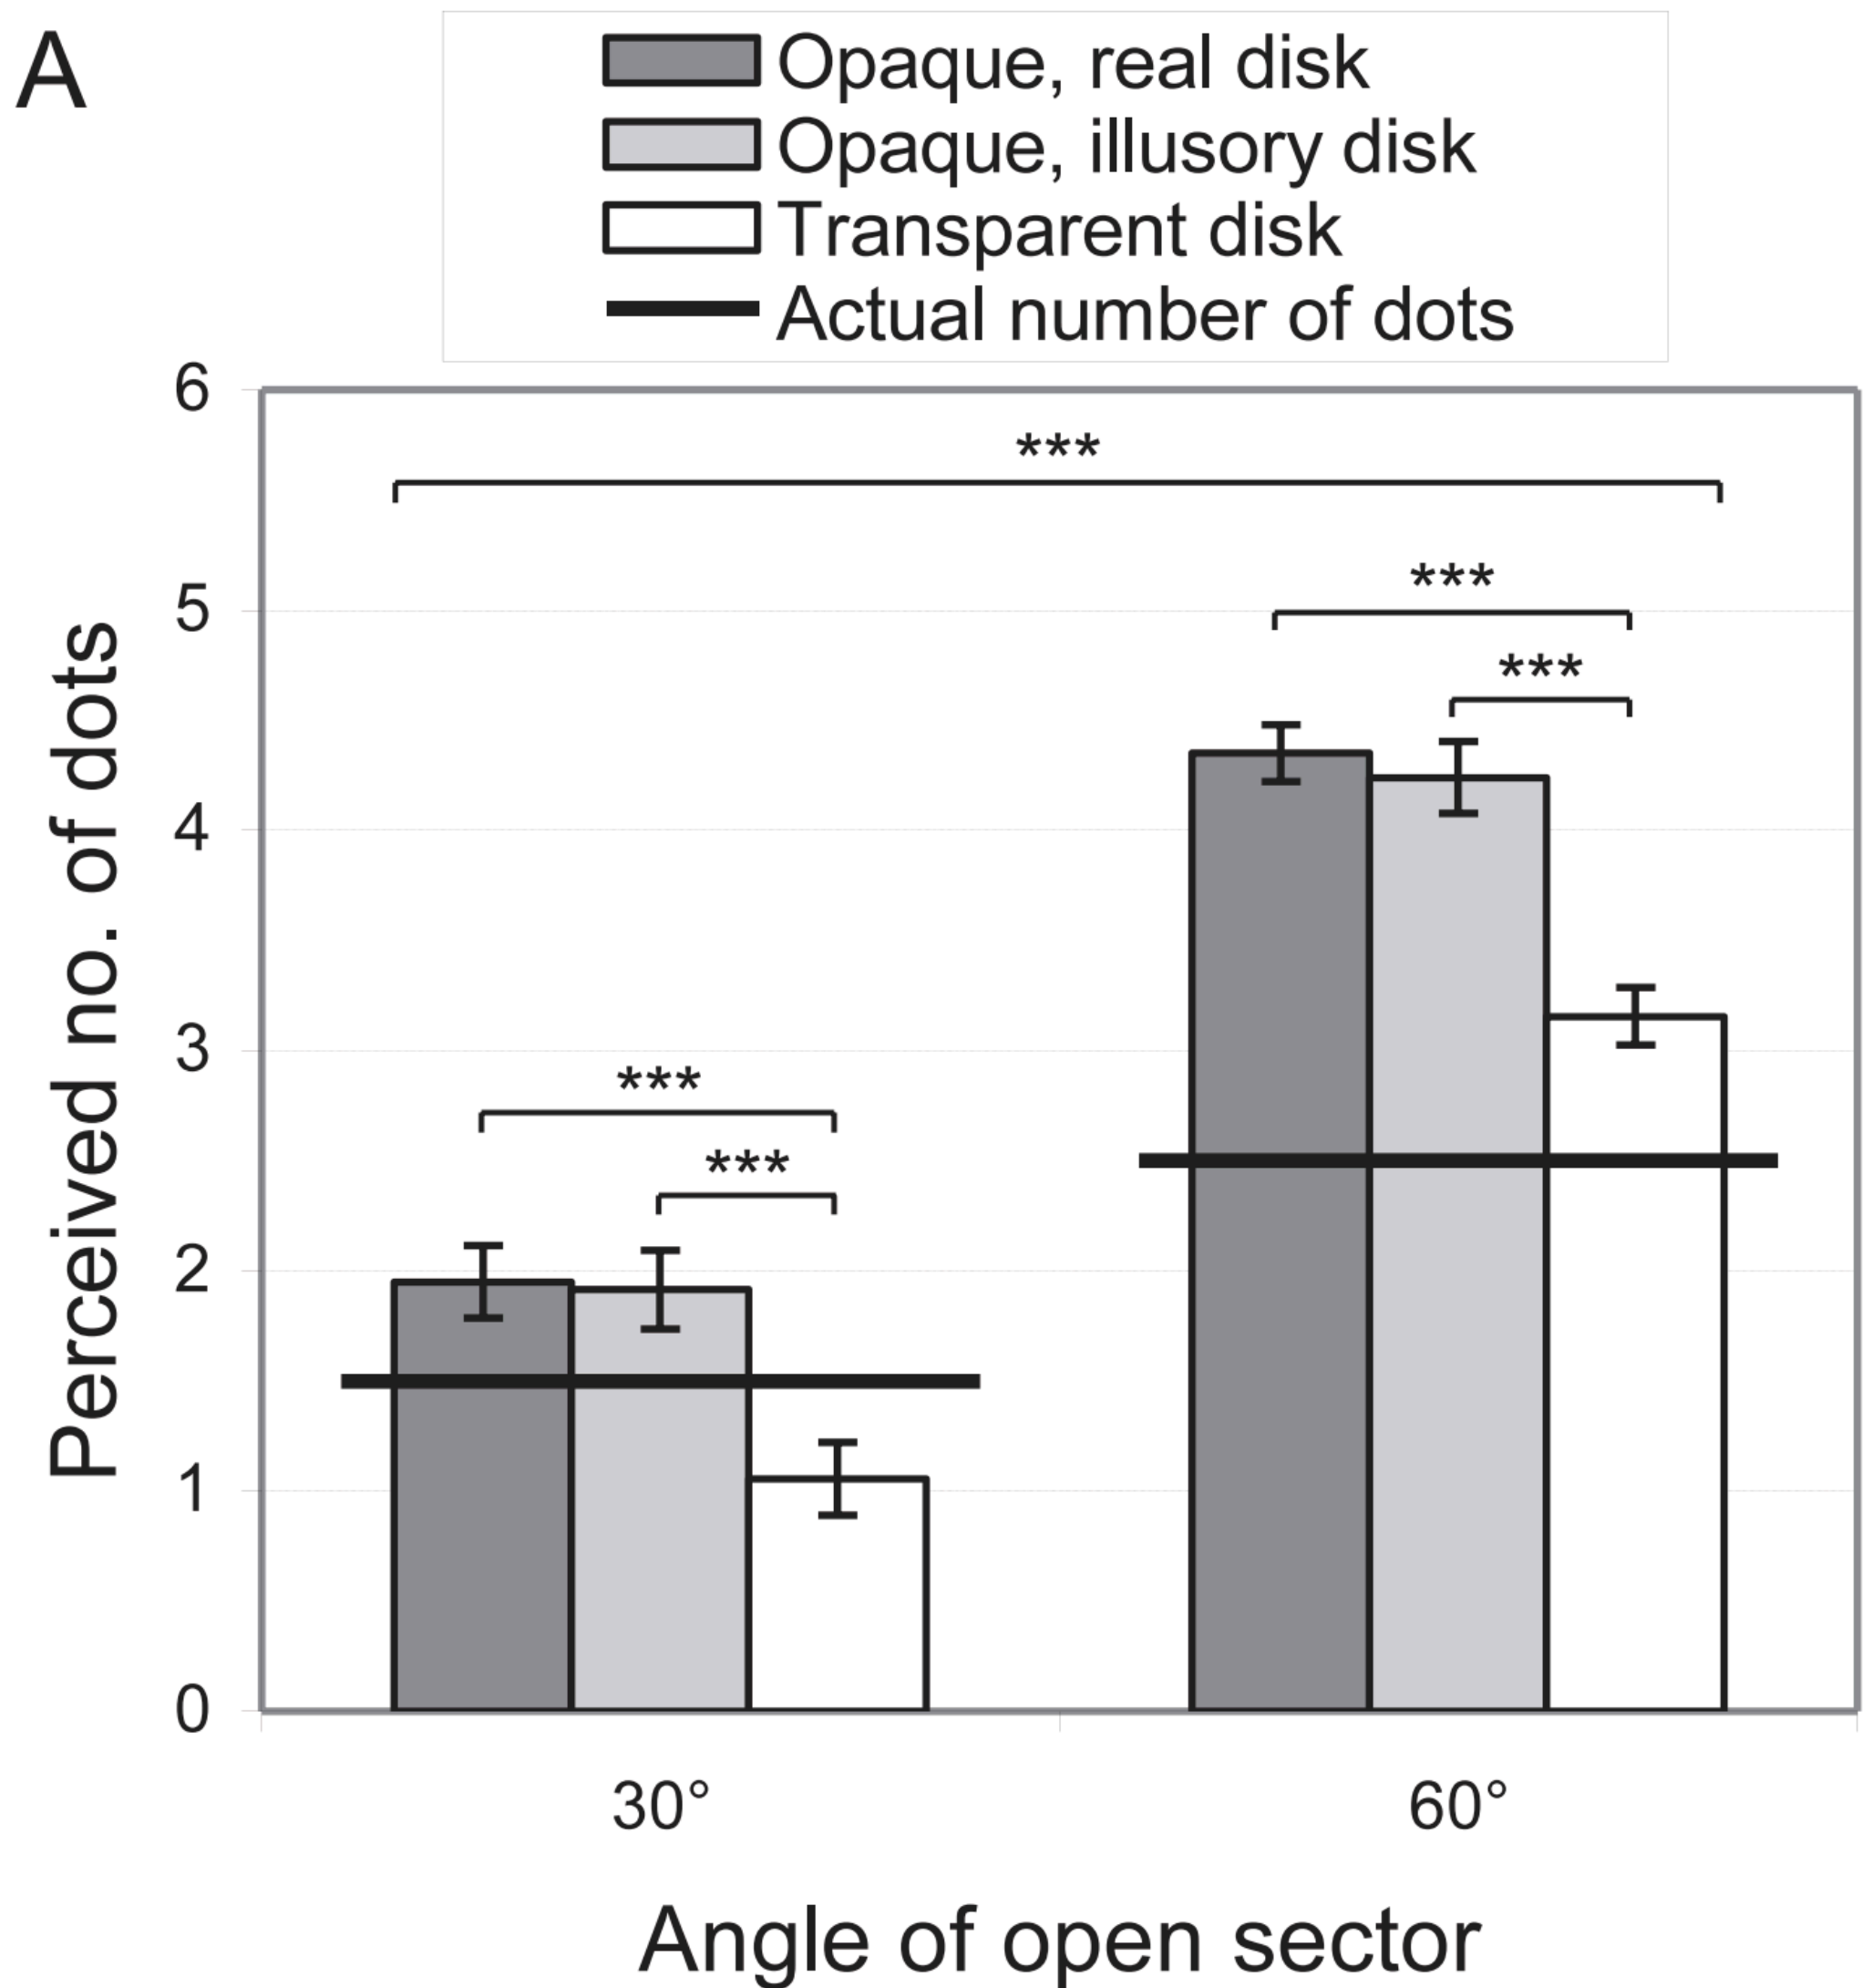 A
Opaque, real disk
Opaque, illusory disk
Transparent disk
Actual number of dots
6
5
4
3
2
1
0
Perceived no. of dots
***
***
***
***
***
30°
60°
Angle of open sector